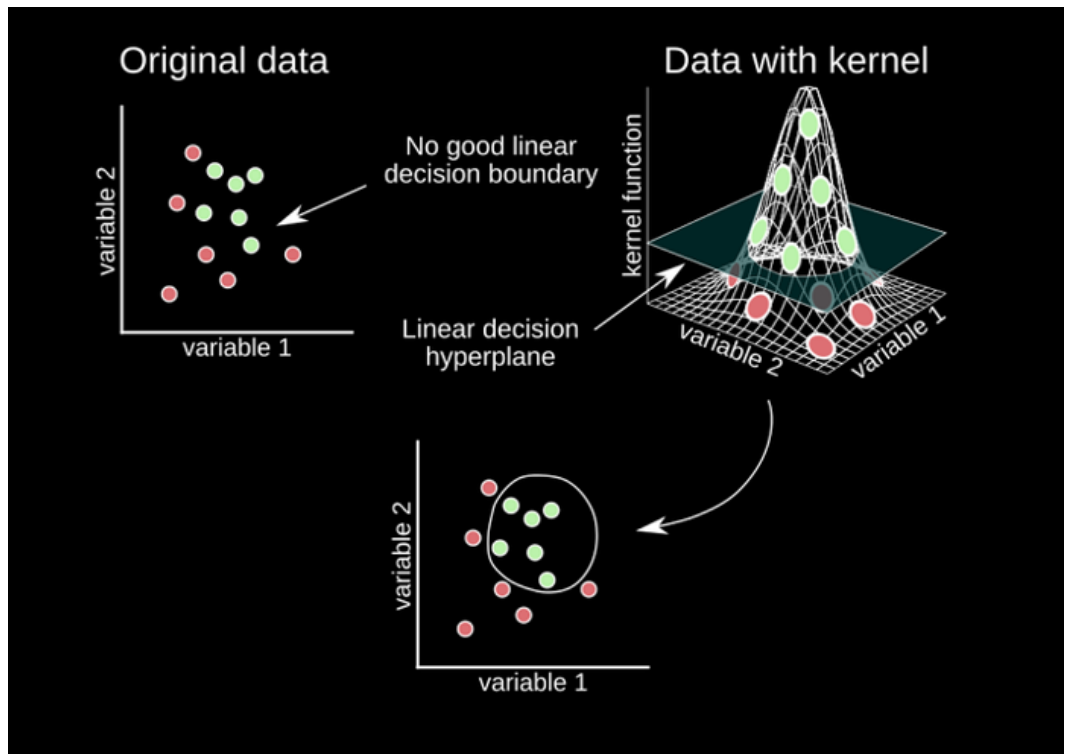 Original data
variable 2
variable 1
No good linear
decision boundary
Data with kernel
kernel function
variable 2
variable 1
Linear decision
hyperplane
variable 2
variable 1